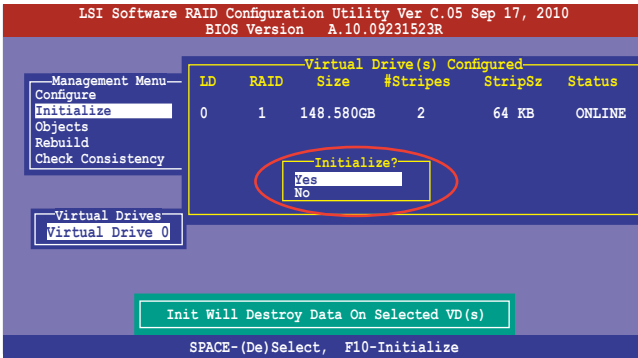 LSI Software RAID Configuration Utility Ver C.05 Sep 17, 2010
BIOS Version A.10.09231523R
Virtual Drive(s) Configured
LD RAID Size #Stripes StripSz Status
0 1 148.580GB 2 64 KB ONLINE
Management Menu
Configure
Initialize
Objects
Rebuild
Check Consistency
Initialize?
Yes
No
Virtual Drives
Virtual Drive 0
Init Will Destroy Data On Selected VD(s)
SPACE-(De)Select, F10-Initialize